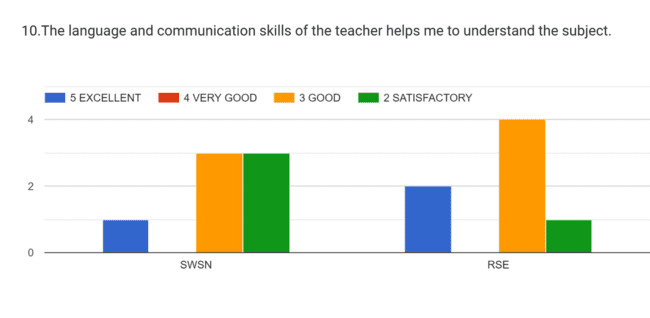 10.The language and communication skills of the teacher helps me to understand the subject.
5 EXCELLENT 4 VERY GOOD 3 GOOD 2 SATISFACTORY
4
2
0
SWSN RSE